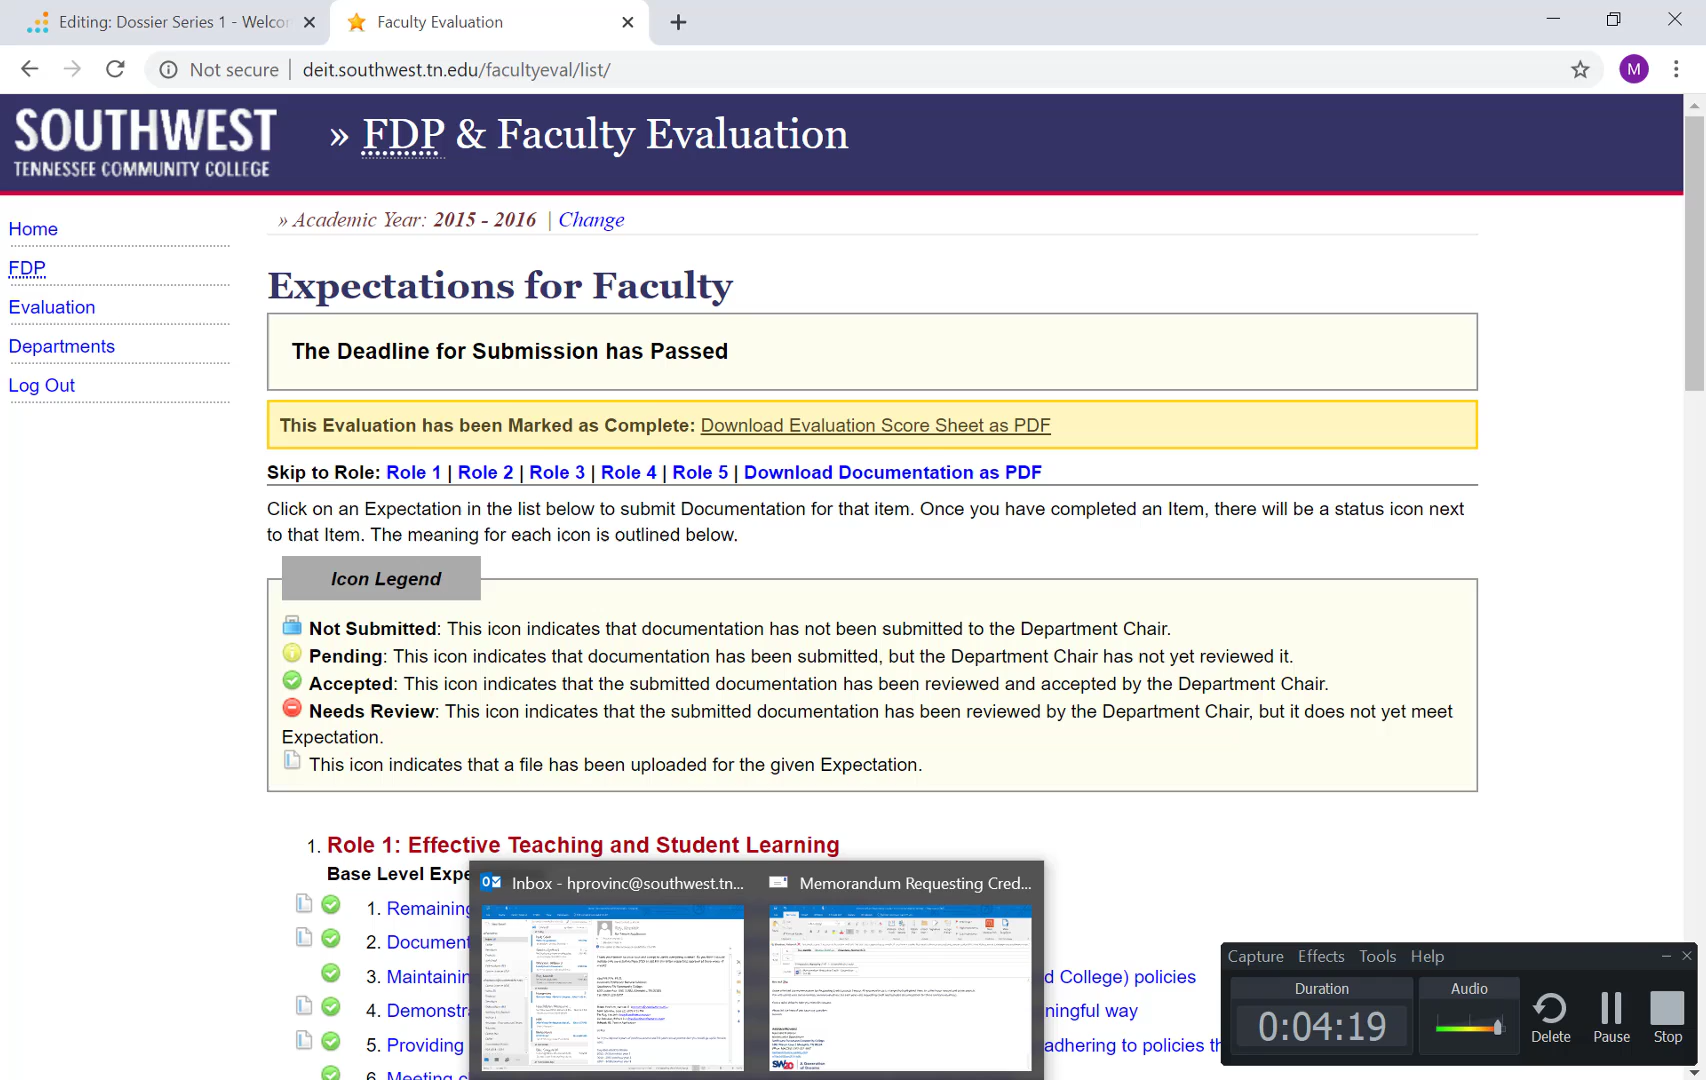 Editing: Dossier Series 1 - Welco
Faculty Evaluation
Not secure
deit.southwest.tn.edu/facultyeval/list/
M
SOUTHWEST
TENNESSEE COMMUNITY COLLEGE
» FDP & Faculty Evaluation
Home
FDP
Evaluation
Departments
Log Out
» Academic Year: 2015 - 2016 | Change
Expectations for Faculty
The Deadline for Submission has Passed
This Evaluation has been Marked as Complete: Download Evaluation Score Sheet as PDF
Skip to Role: Role 1 | Role 2 | Role 3 | Role 4 | Role 5 | Download Documentation as PDF
Click on an Expectation in the list below to submit Documentation for that item. Once you have completed an Item, there will be a status icon next
to that Item. The meaning for each icon is outlined below.
Icon Legend
Not Submitted: This icon indicates that documentation has not been submitted to the Department Chair.
Pending: This icon indicates that documentation has been submitted, but the Department Chair has not yet reviewed it.
Accepted: This icon indicates that the submitted documentation has been reviewed and accepted by the Department Chair.
Needs Review: This icon indicates that the submitted documentation has been reviewed by the Department Chair, but it does not yet meet
Expectation.
This icon indicates that a file has been uploaded for the given Expectation.
1. Role 1: Effective Teaching and Student Learning
Base Level Expe
1. Remaining
2. Document
3. Maintainin d College) policies
4. Demonstra ningful way
5. Providing adhering to policies th
6. Meeting c
Inbox - hprovinc@southwest.tn...
Memorandum Requesting Cred...
Capture Effects Tools Help
Duration
0:04:19
Audio
Delete
Pause
Stop